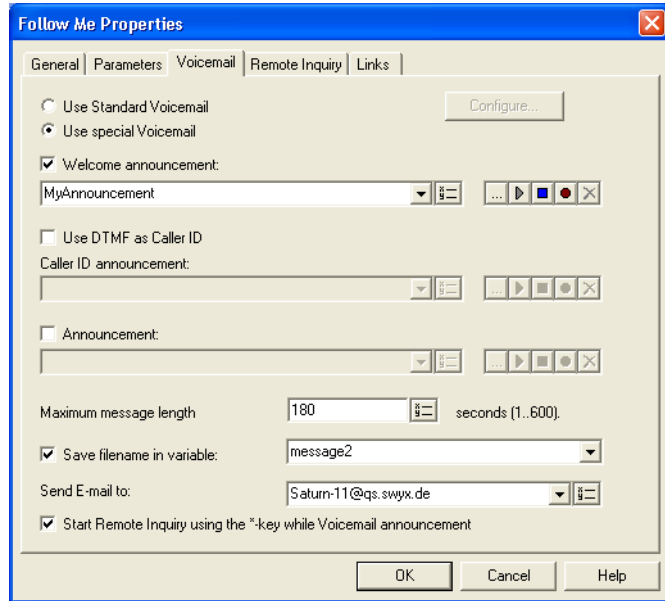 Follow Me Properties
General Parameters Voicemail Remote Inquiry Links
Use Standard Voicemail Configure...
Use special Voicemail
Welcome announcement:
MyAnnouncement ...
Use DTMF as Caller ID
Caller ID announcement:
...
Announcement:
...
Maximum message length 180 seconds (1..600).
Save filename in variable: message2
Send E-mail to: Saturn-11@qs.swyx.de
Start Remote Inquiry using the *-key while Voicemail announcement
OK Cancel Help